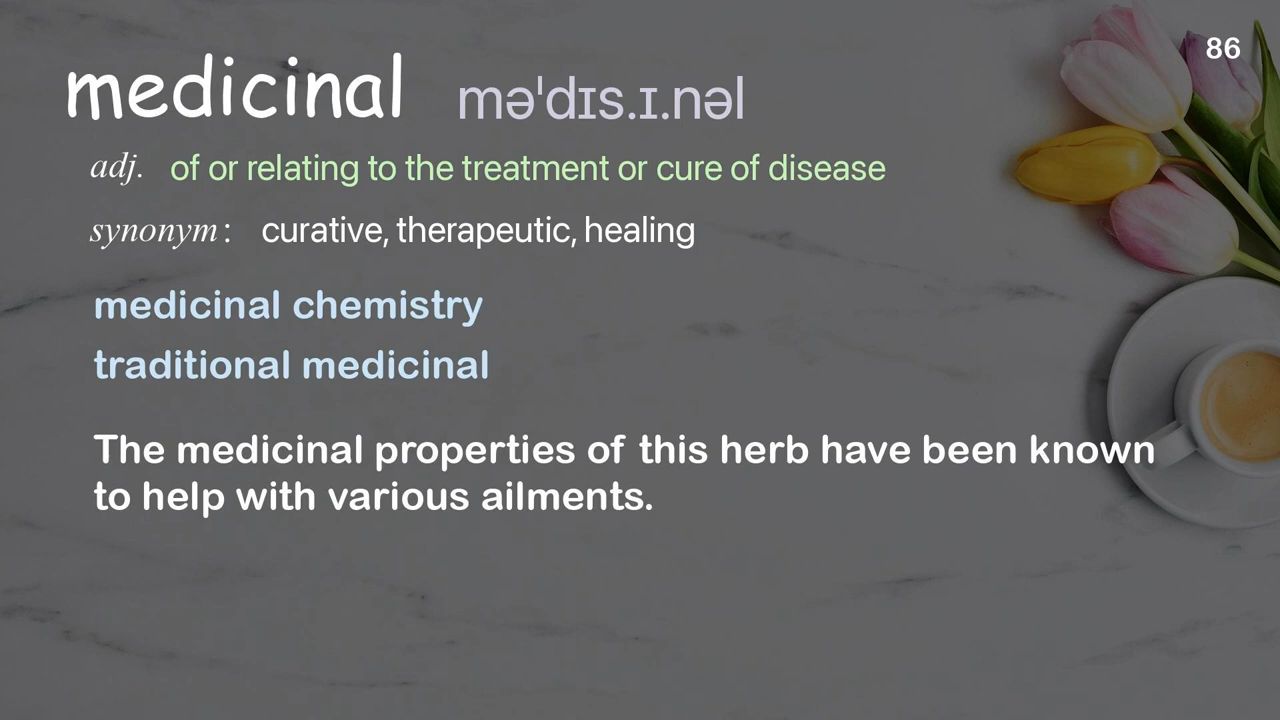 86
medicinal məˈdɪs.ɪ.nəl
adj. of or relating to the treatment or cure of disease
synonym: curative, therapeutic, healing
medicinal chemistry
traditional medicinal
The medicinal properties of this herb have been known
to help with various ailments.